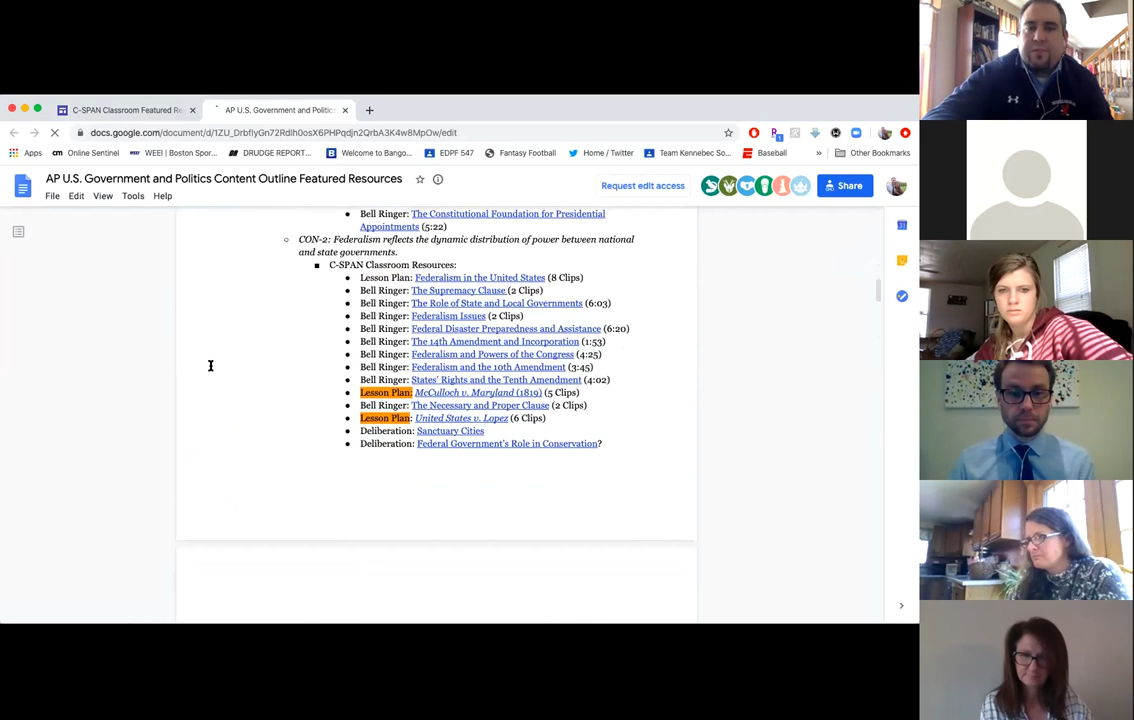 C-SPAN Classroom Featured Re
AP U.S. Government and Politics
docs.google.com/document/d/1ZU_DrbfIyGn72Rdlh0osX6PHPqdjn2QrbA3K4w8MpOw/edit
Apps Online Sentinel WEEI | Boston Spor... DRUDGE REPORT... Welcome to Bango... EDPF 547 Fantasy Football Home / Twitter Team Kennebec So... Baseball » Other Bookmarks
AP U.S. Government and Politics Content Outline Featured Resources
File Edit View Tools Help
Request edit access
Share
Bell Ringer: The Constitutional Foundation for Presidential
Appointments (5:22)
CON-2: Federalism reflects the dynamic distribution of power between national
and state governments.
C-SPAN Classroom Resources:
Lesson Plan: Federalism in the United States (8 Clips)
Bell Ringer: The Supremacy Clause (2 Clips)
Bell Ringer: The Role of State and Local Governments (6:03)
Bell Ringer: Federalism Issues (2 Clips)
Bell Ringer: Federal Disaster Preparedness and Assistance (6:20)
Bell Ringer: The 14th Amendment and Incorporation (1:53)
Bell Ringer: Federalism and Powers of the Congress (4:25)
Bell Ringer: Federalism and the 10th Amendment (3:45)
Bell Ringer: States' Rights and the Tenth Amendment (4:02)
Lesson Plan: McCulloch v. Maryland (1819) (5 Clips)
Bell Ringer: The Necessary and Proper Clause (2 Clips)
Lesson Plan: United States v. Lopez (6 Clips)
Deliberation: Sanctuary Cities
Deliberation: Federal Government's Role in Conservation?